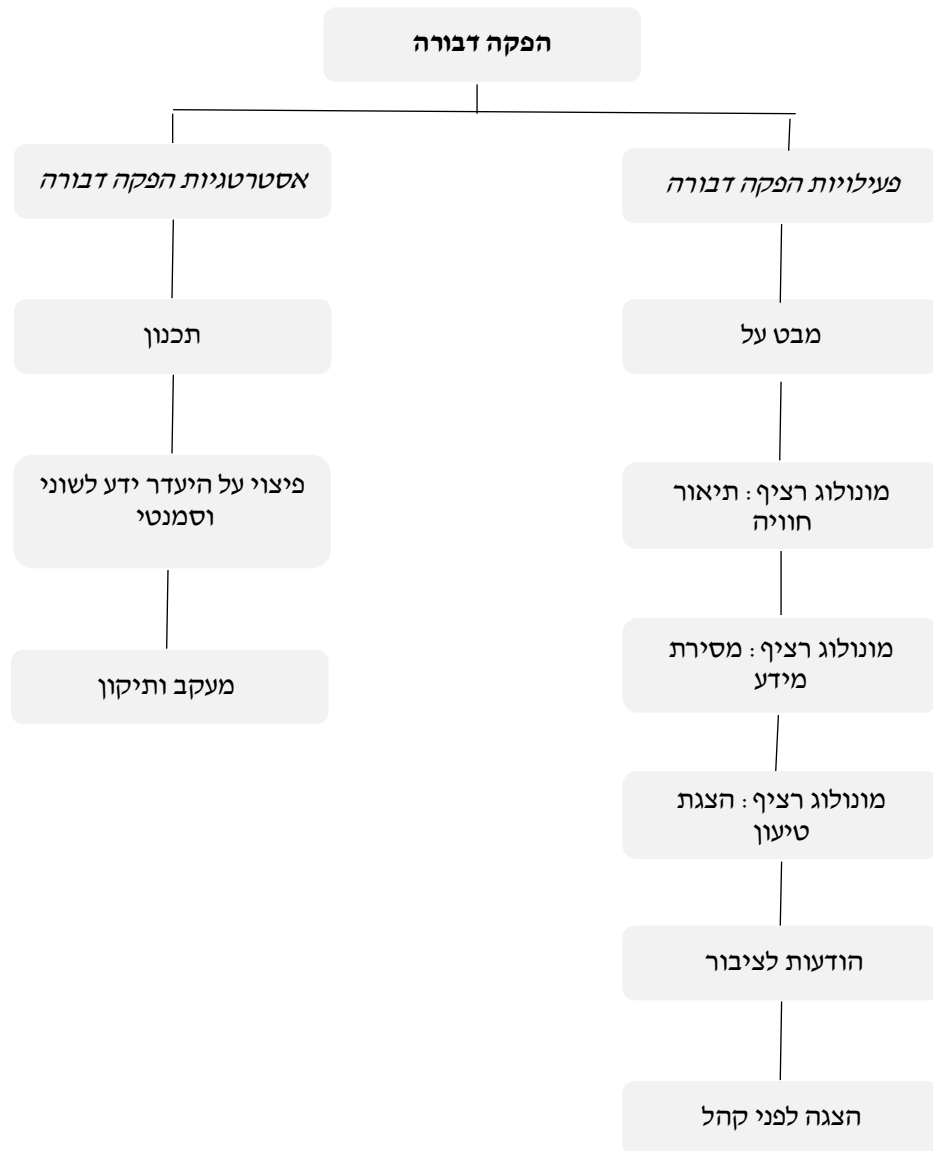 הפקה דבורה
פעילויות הפקה דבורה
מבט על
מונולוג רציף: תיאור
חוויה
מונולוג רציף: מסירת
מידע
מונולוג רציף: הצגת
טיעון
הודעות לציבור
הצגה לפני קהל
אסטרטגיות הפקה דבורה
תכנון
פיצוי על היעדר ידע לשוני
וסמנטי
מעקב ותיקון